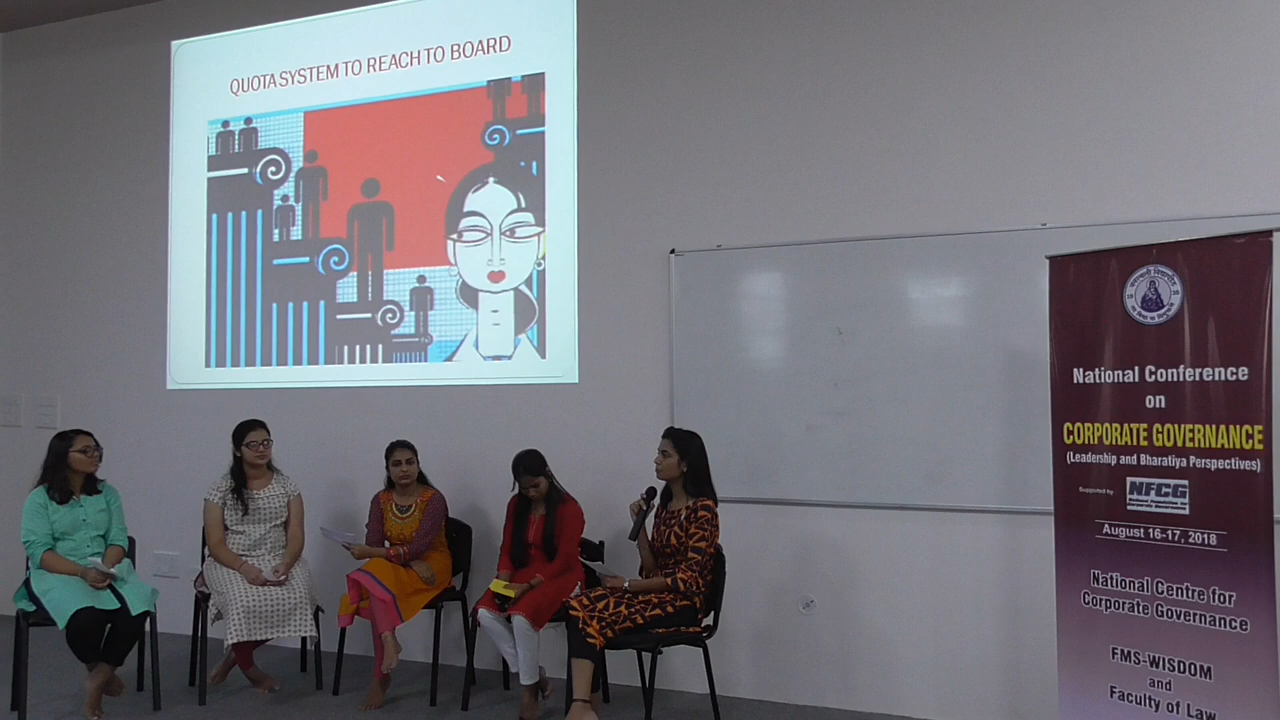 QUOTA SYSTEM TO REACH TO BOARD
National Conference
on
CORPORATE GOVERNANCE
(Leadership and Bharatiya Perspectives)
Supported by
NFCG
August 16-17, 2018
National Centre for
Corporate Governance
FMS-WISDOM
and
Faculty of Law